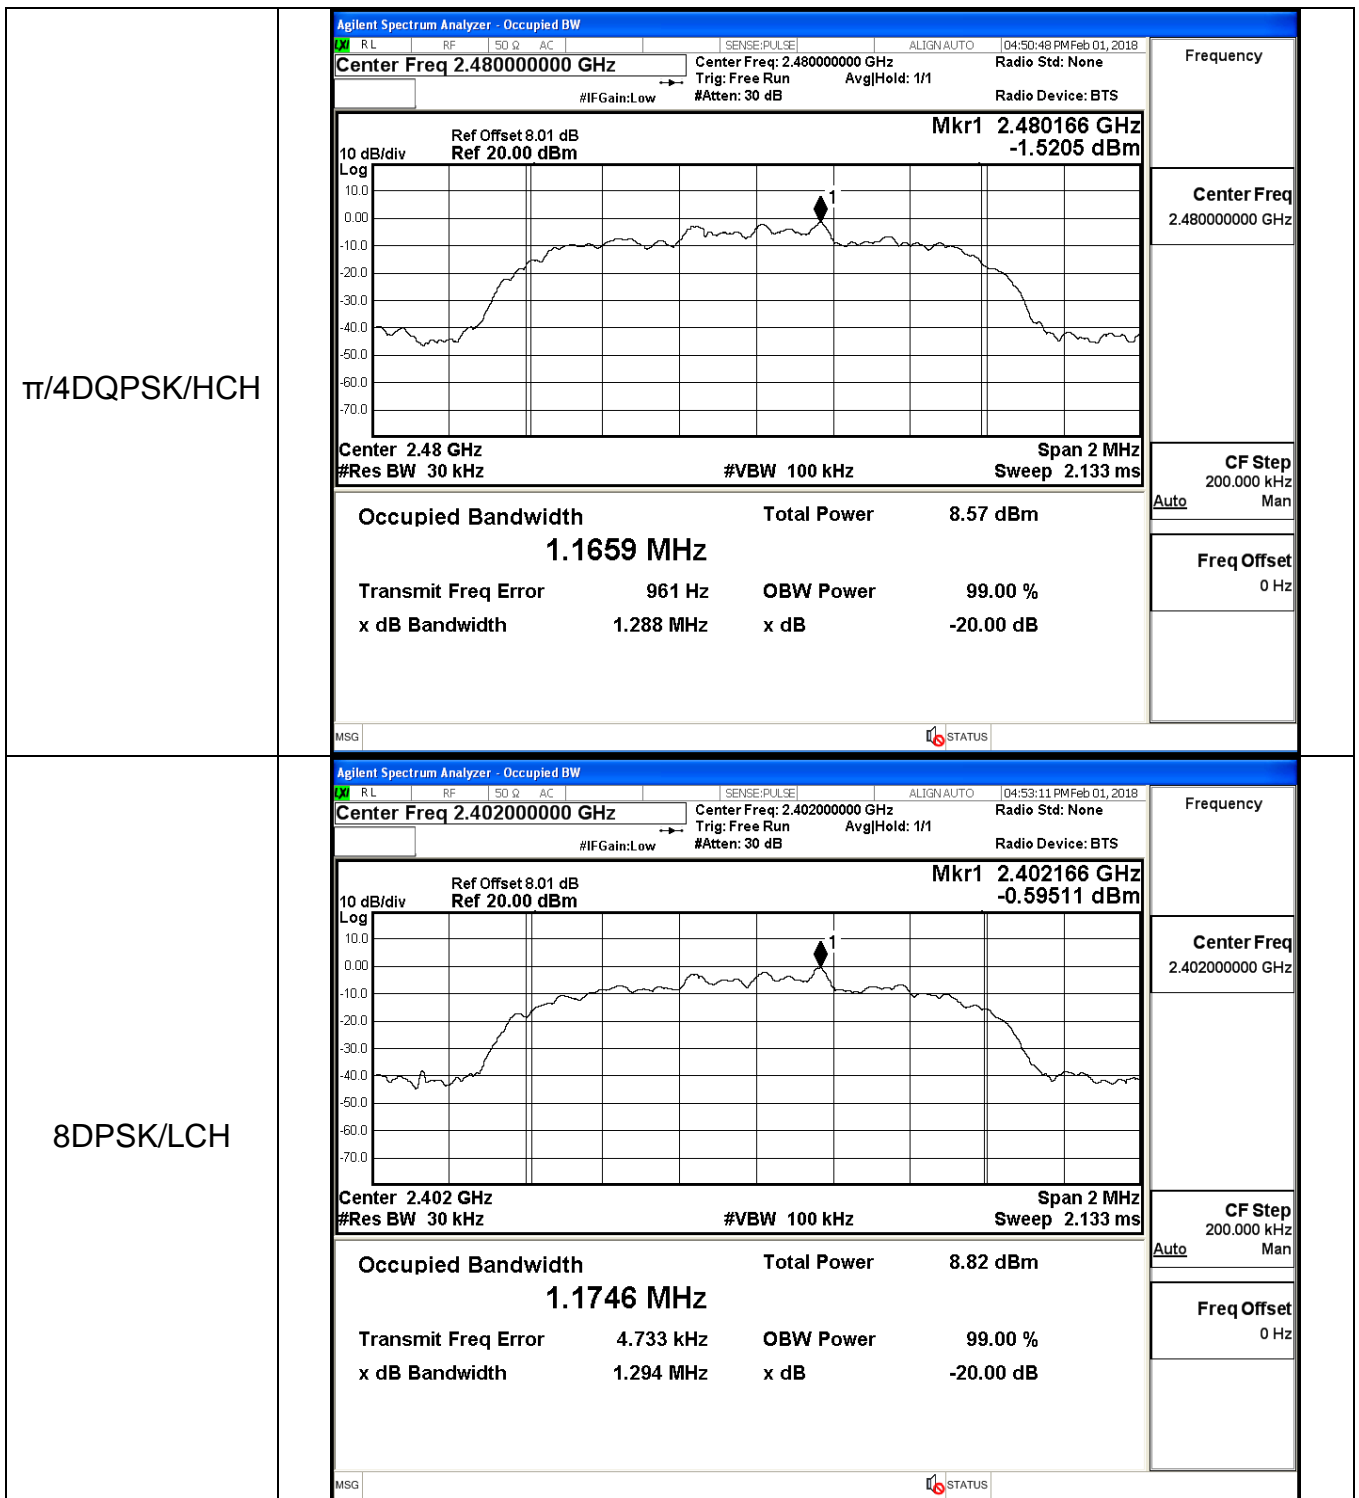 π/4DQPSK/HCH
Agilent Spectrum Analyzer - Occupied BW
LXI RL RF 50 Ω AC SENSE:PULSE ALIGN AUTO 04:50:48 PM Feb 01, 2018
Center Freq 2.480000000 GHz
Center Freq: 2.480000000 GHz
Radio Std: None
Trig: Free Run Avg|Hold: 1/1
#IFGain:Low #Atten: 30 dB
Radio Device: BTS
Frequency
Mkr1 2.480166 GHz
-1.5205 dBm
Ref Offset 8.01 dB
10 dB/div Ref 20.00 dBm
Log
10.0
0.00
-10.0
-20.0
-30.0
-40.0
-50.0
-60.0
-70.0
1
Center Freq
2.480000000 GHz
Center 2.48 GHz Span 2 MHz
#Res BW 30 kHz #VBW 100 kHz Sweep 2.133 ms
CF Step
200.000 kHz
Auto Man
Occupied Bandwidth Total Power 8.57 dBm
1.1659 MHz
Transmit Freq Error 961 Hz OBW Power 99.00 %
x dB Bandwidth 1.288 MHz x dB -20.00 dB
Freq Offset
0 Hz
MSG STATUS
8DPSK/LCH
Agilent Spectrum Analyzer - Occupied BW
LXI RL RF 50 Ω AC SENSE:PULSE ALIGN AUTO 04:53:11 PM Feb 01, 2018
Center Freq 2.402000000 GHz
Center Freq: 2.402000000 GHz
Radio Std: None
Trig: Free Run Avg|Hold: 1/1
#IFGain:Low #Atten: 30 dB
Radio Device: BTS
Frequency
Mkr1 2.402166 GHz
-0.59511 dBm
Ref Offset 8.01 dB
10 dB/div Ref 20.00 dBm
Log
10.0
0.00
-10.0
-20.0
-30.0
-40.0
-50.0
-60.0
-70.0
1
Center Freq
2.402000000 GHz
Center 2.402 GHz Span 2 MHz
#Res BW 30 kHz #VBW 100 kHz Sweep 2.133 ms
CF Step
200.000 kHz
Auto Man
Occupied Bandwidth Total Power 8.82 dBm
1.1746 MHz
Transmit Freq Error 4.733 kHz OBW Power 99.00 %
x dB Bandwidth 1.294 MHz x dB -20.00 dB
Freq Offset
0 Hz
MSG STATUS